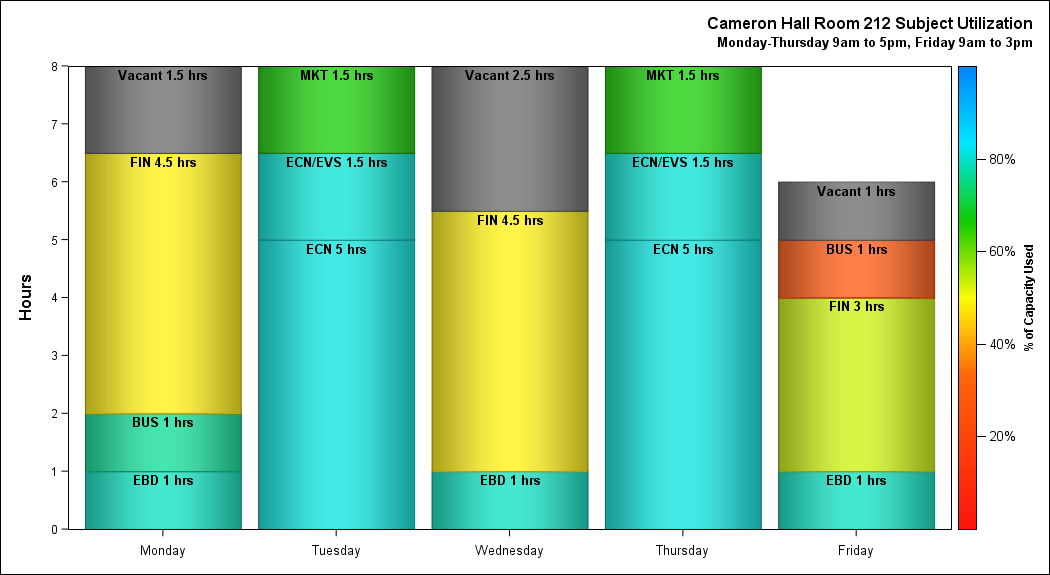 Cameron Hall Room 212 Subject Utilization
Monday-Thursday 9am to 5pm, Friday 9am to 3pm
Hours
8
7
6
5
4
3
2
1
0
Vacant 1.5 hrs
FIN 4.5 hrs
BUS 1 hrs
EBD 1 hrs
Monday
MKT 1.5 hrs
ECN/EVS 1.5 hrs
ECN 5 hrs
Tuesday
Vacant 2.5 hrs
FIN 4.5 hrs
EBD 1 hrs
Wednesday
MKT 1.5 hrs
ECN/EVS 1.5 hrs
ECN 5 hrs
Thursday
Vacant 1 hrs
BUS 1 hrs
FIN 3 hrs
EBD 1 hrs
Friday
80%
60%
40%
20%
% of Capacity Used